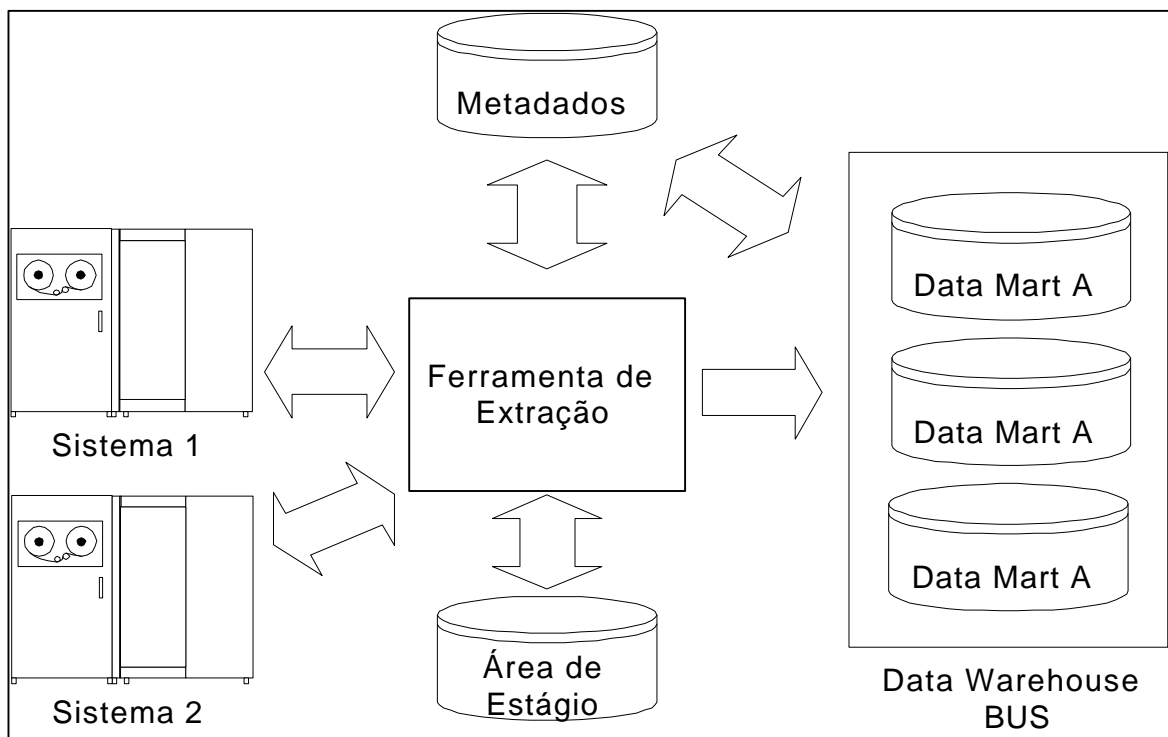 Metadados
Data Mart A
Ferramenta de
Extração
Data Mart A
Sistema 1
Data Mart A
Área de
Estágio
Sistema 2
Data Warehouse
BUS